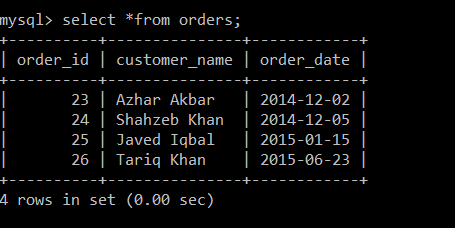 mysql> select *from orders;
+----------+---------------+------------+
| order_id | customer_name | order_date |
+----------+---------------+------------+
|       23 | Azhar Akbar   | 2014-12-02 |
|       24 | Shahzeb Khan  | 2014-12-05 |
|       25 | Javed Iqbal   | 2015-01-15 |
|       26 | Tariq Khan    | 2015-06-23 |
+----------+---------------+------------+
4 rows in set (0.00 sec)